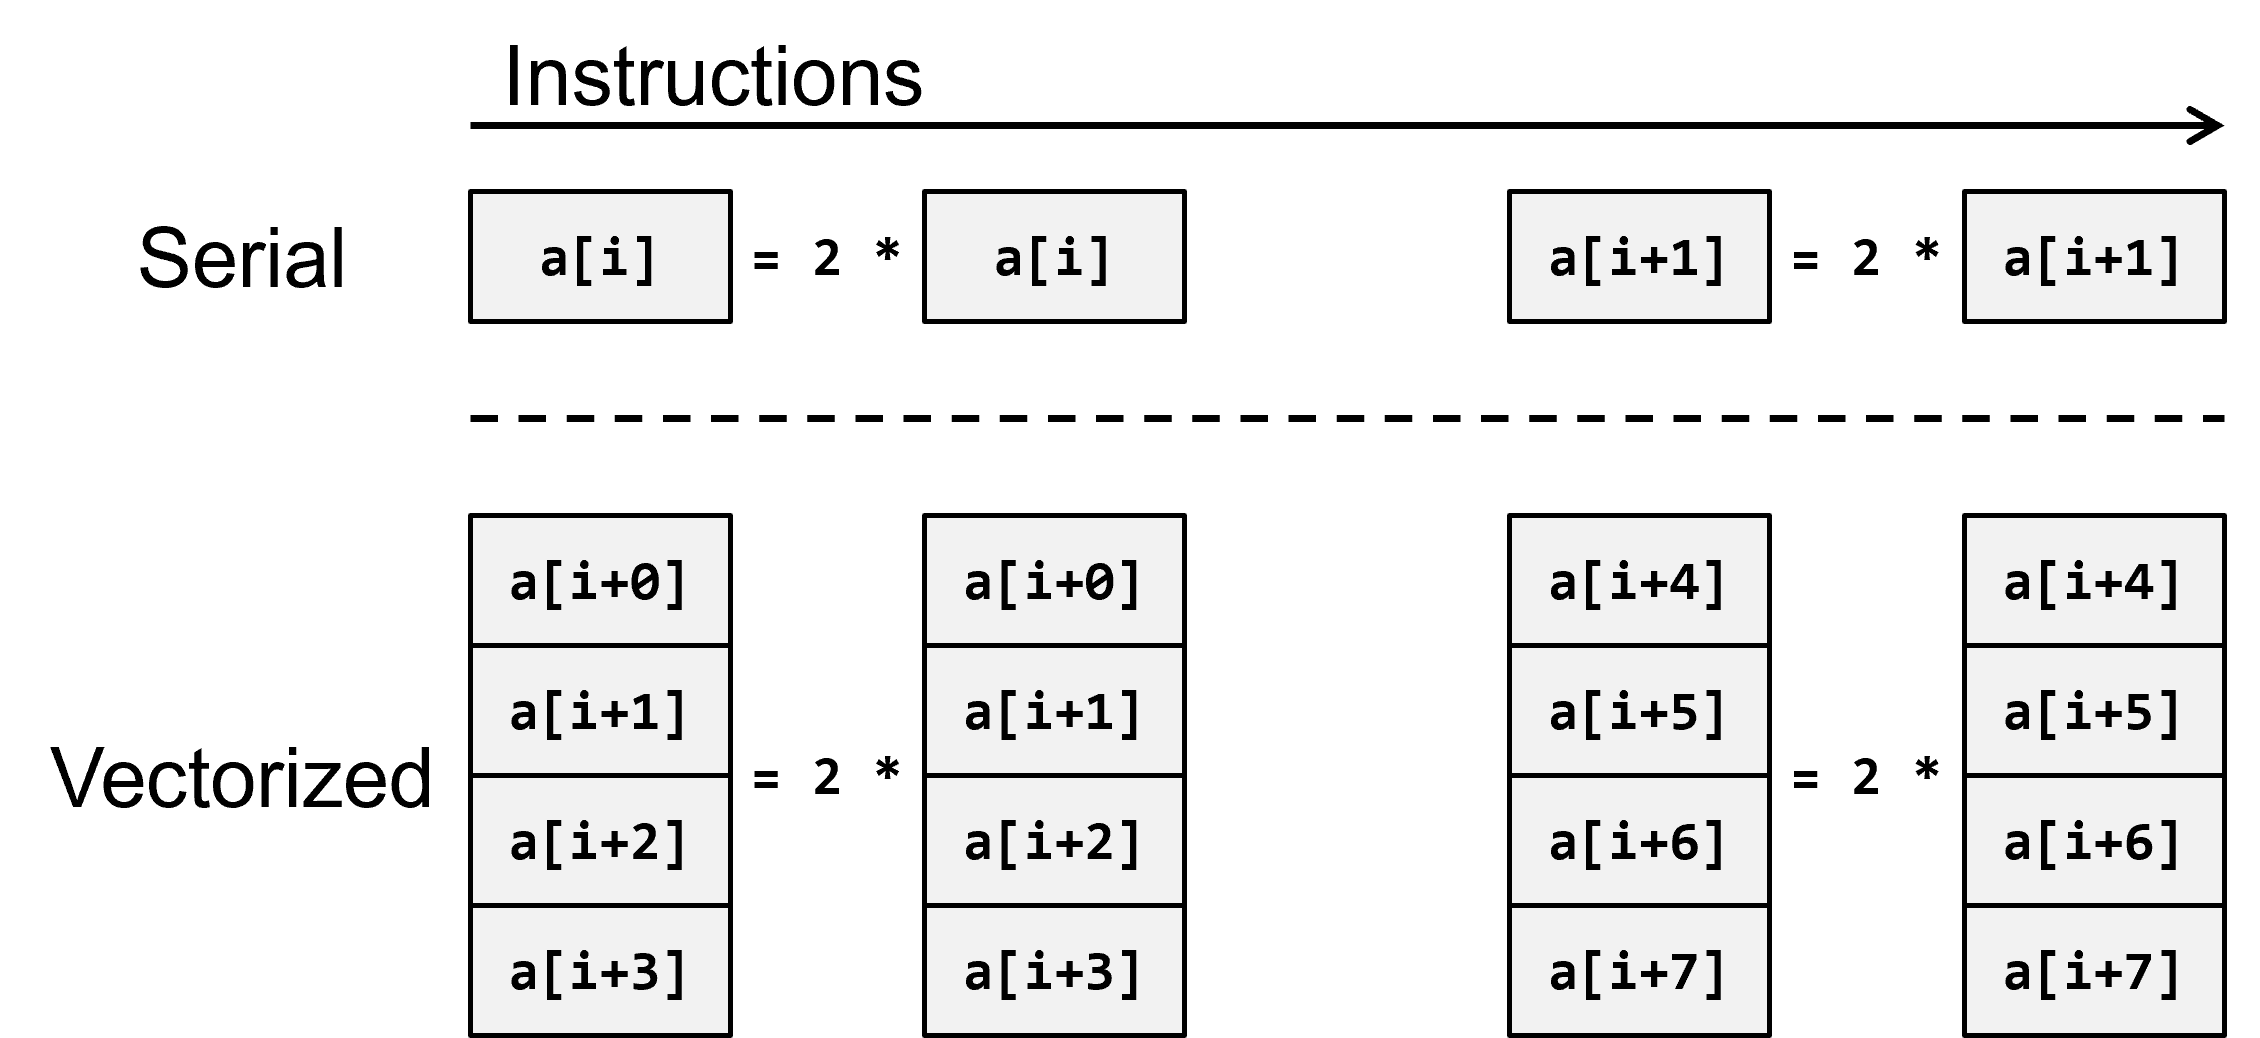 Instructions
Serial
a[i] = 2 * a[i]
a[i+1] = 2 * a[i+1]
Vectorized
a[i+0] a[i+0] a[i+4] a[i+4]
a[i+1] a[i+1] a[i+5] a[i+5]
= 2 * = 2 *
a[i+2] a[i+2] a[i+6] a[i+6]
a[i+3] a[i+3] a[i+7] a[i+7]